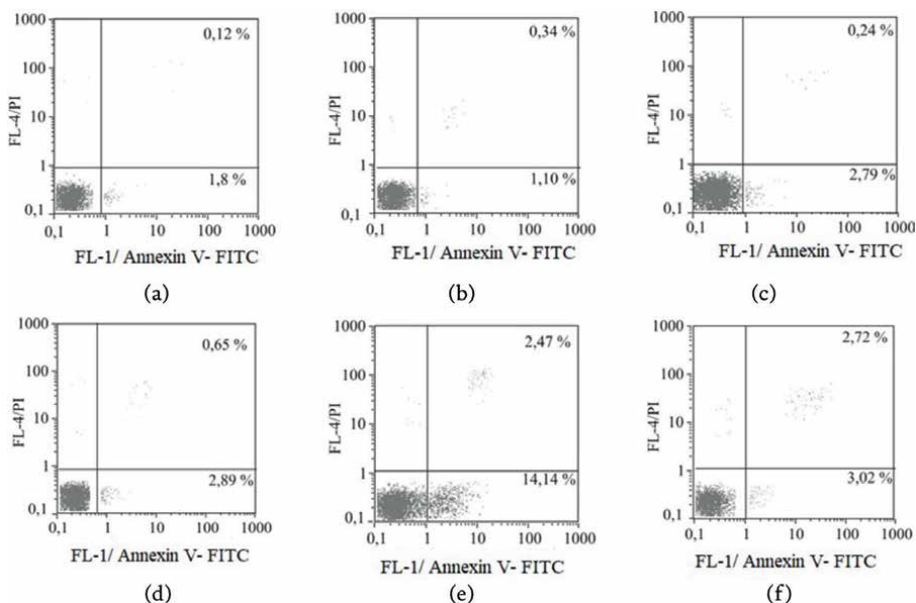 1000
100
10
1
0,1
FL-4/PI
0,12 %
1,8 %
0,1 1 10 100 1000
FL-1/ Annexin V- FITC
(a)
1000
100
10
1
0,1
FL-4/PI
0,34 %
1,10 %
0,1 1 10 100 1000
FL-1/ Annexin V- FITC
(b)
1000
100
10
1
0,1
FL-4/PI
0,24 %
2,79 %
0,1 1 10 100 1000
FL-1/ Annexin V- FITC
(c)
1000
100
10
1
0,1
FL-4/PI
0,65 %
2,89 %
0,1 1 10 100 1000
FL-1/ Annexin V- FITC
(d)
1000
100
10
1
0,1
FL-4/PI
2,47 %
14,14 %
0,1 1 10 100 1000
FL-1/ Annexin V- FITC
(e)
1000
100
10
1
0,1
FL-4/PI
2,72 %
3,02 %
0,1 1 10 100 1000
FL-1/ Annexin V- FITC
(f)